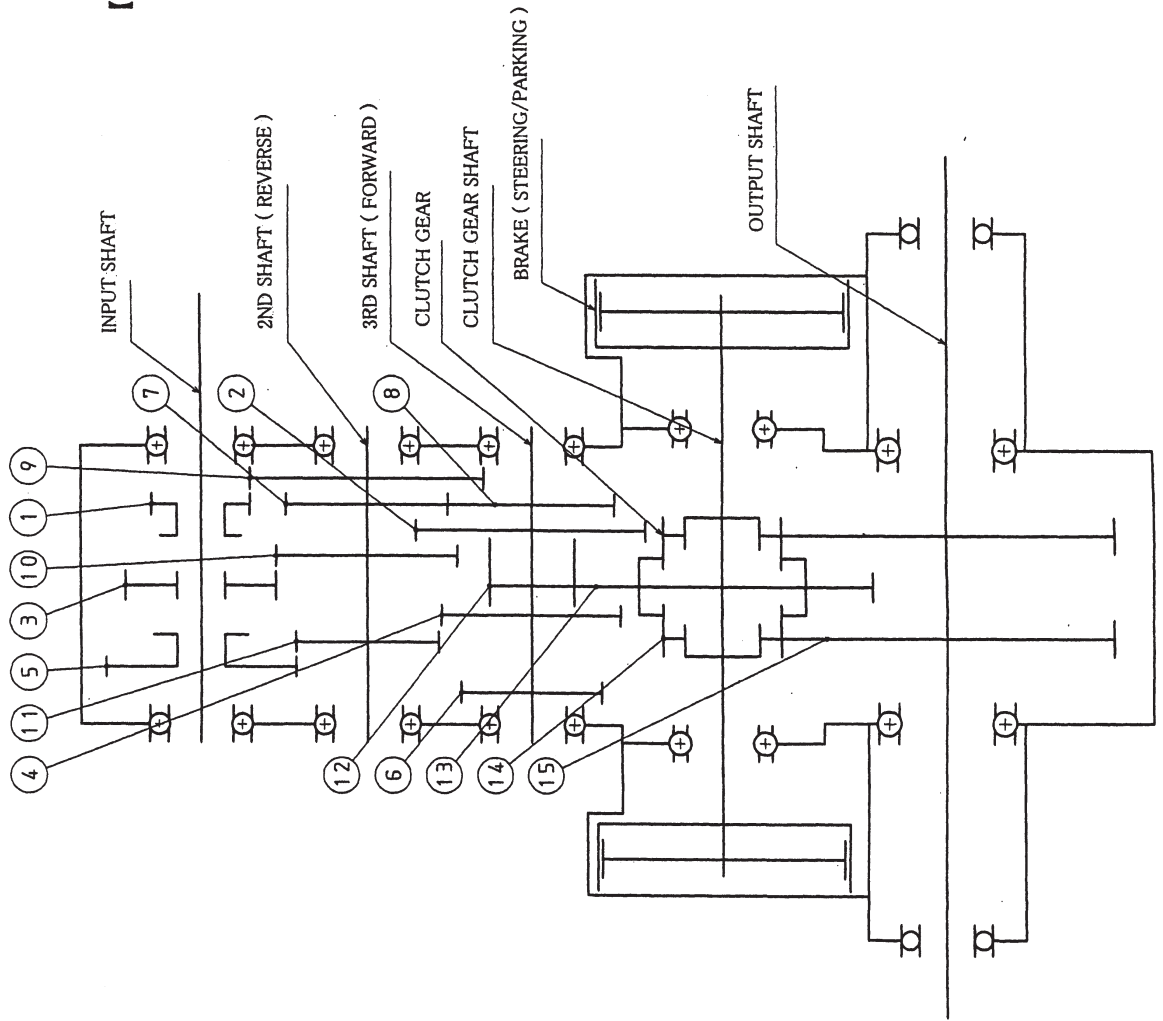 4 11 5 3 10 1 9
INPUT SHAFT
【
7
2
2ND SHAFT ( REVERSE )
12
3RD SHAFT ( FORWARD )
6 8
CLUTCH GEAR
13
CLUTCH GEAR SHAFT
14
BRAKE ( STEERING/PARKING )
15
OUTPUT SHAFT